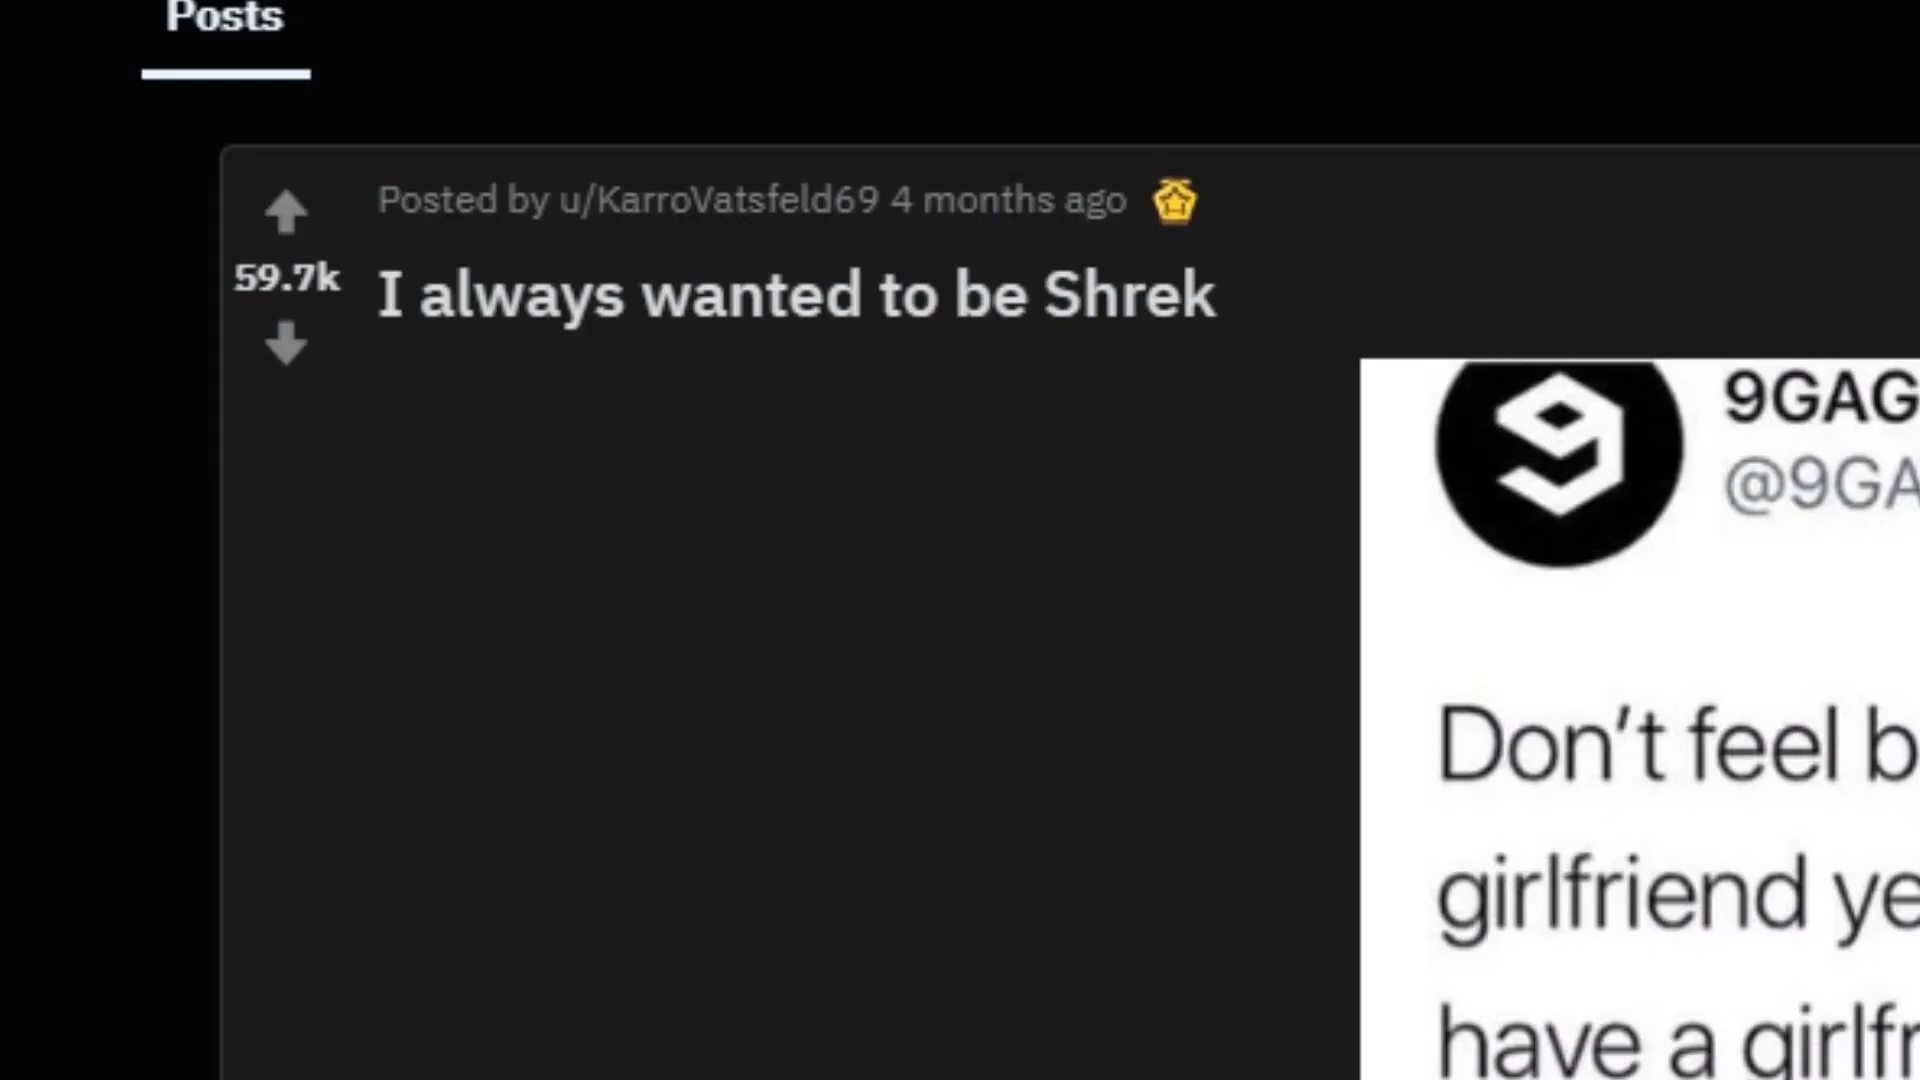 Posts
Posted by u/KarroVatsfeld69 4 months ago
59.7k
I always wanted to be Shrek
9GAG
@9GA
Don't feel b
girlfriend ye
have a girlfr